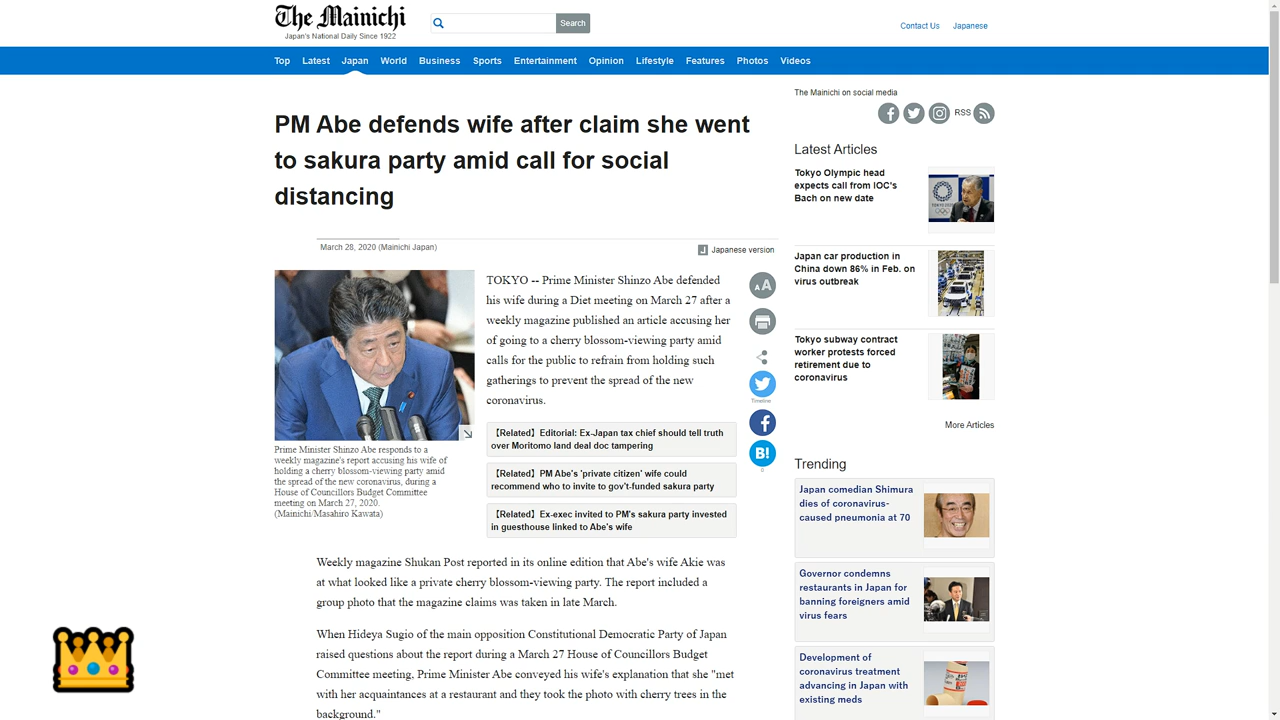 The Mainichi
Japan's National Daily Since 1922
Search
Contact Us
Japanese
Top Latest Japan World Business Sports Entertainment Opinion Lifestyle Features Photos Videos
PM Abe defends wife after claim she went
to sakura party amid call for social
distancing
March 28, 2020 (Mainichi Japan)
J Japanese version
Prime Minister Shinzo Abe responds to a
weekly magazine's report accusing his wife of
holding a cherry blossom-viewing party amid
the spread of the new coronavirus, during a
House of Councillors Budget Committee
meeting on March 27, 2020.
(Mainichi/Masahiro Kawata)
TOKYO -- Prime Minister Shinzo Abe defended
his wife during a Diet meeting on March 27 after a
weekly magazine published an article accusing her
of going to a cherry blossom-viewing party amid
calls for the public to refrain from holding such
gatherings to prevent the spread of the new
coronavirus.
【Related】Editorial: Ex-Japan tax chief should tell truth
over Moritomo land deal doc tampering
【Related】PM Abe's 'private citizen' wife could
recommend who to invite to gov't-funded sakura party
【Related】Ex-exec invited to PM's sakura party invested
in guesthouse linked to Abe's wife
AA
Timeline
B!
0
Weekly magazine Shukan Post reported in its online edition that Abe's wife Akie was
at what looked like a private cherry blossom-viewing party. The report included a
group photo that the magazine claims was taken in late March.
When Hideya Sugio of the main opposition Constitutional Democratic Party of Japan
raised questions about the report during a March 27 House of Councillors Budget
Committee meeting, Prime Minister Abe conveyed his wife's explanation that she "met
with her acquaintances at a restaurant and they took the photo with cherry trees in the
background."
The Mainichi on social media
RSS
Latest Articles
Tokyo Olympic head
expects call from IOC's
Bach on new date
Japan car production in
China down 86% in Feb. on
virus outbreak
Tokyo subway contract
worker protests forced
retirement due to
coronavirus
More Articles
Trending
Japan comedian Shimura
dies of coronavirus-
caused pneumonia at 70
Governor condemns
restaurants in Japan for
banning foreigners amid
virus fears
Development of
coronavirus treatment
advancing in Japan with
existing meds